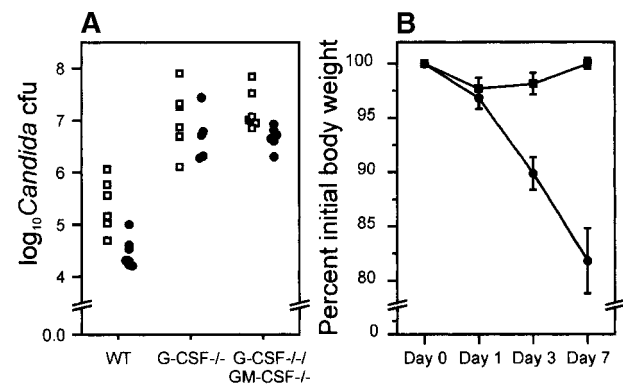 A
B
log₁₀Candida cfu
8
7
6
5
4
0.0
WT
G-CSF-/-
G-CSF-/-/
GM-CSF-/-
Percent initial body weight
100
95
90
85
80
0
Day 0
Day 1
Day 3
Day 7